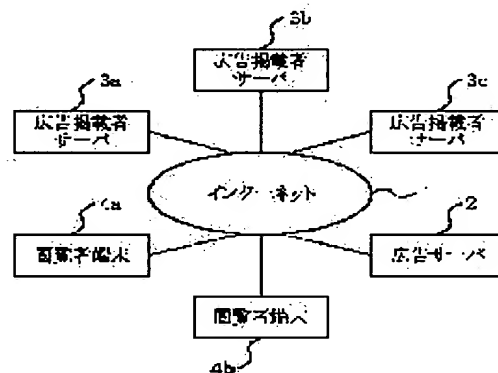 3b
広告掲載者
サーバ
3a
広告掲載者
サーバ
3c
広告掲載者
サーバ
インターネット
4a
閲覧者端末
2
広告サーバ
閲覧者端末
4b